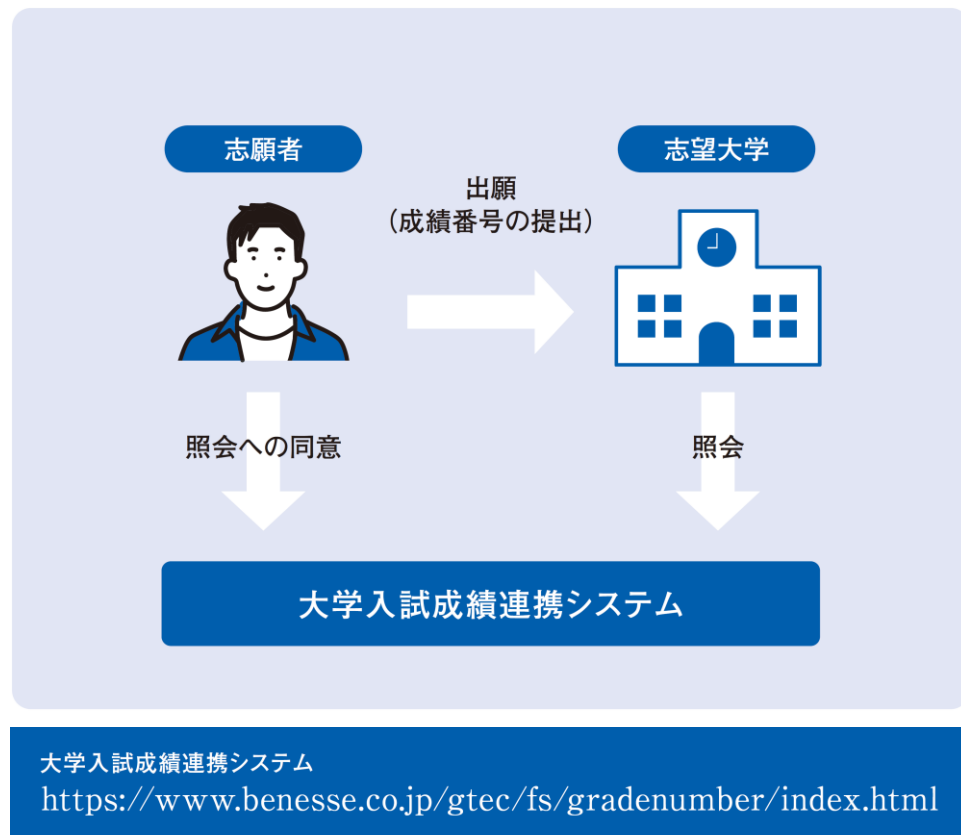 志願者
志望大学
出願
(成績番号の提出)
照会への同意
照会
大学入試成績連携システム
大学入試成績連携システム
https://www.benesse.co.jp/gtec/fs/gradenumber/index.html